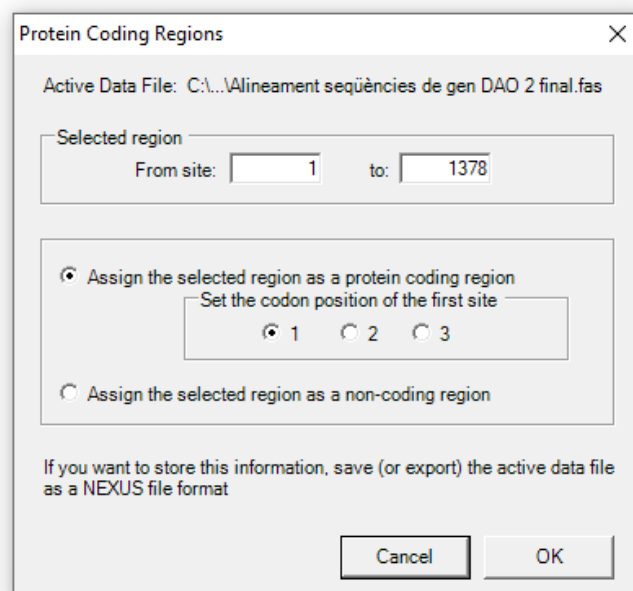 Protein Coding Regions
Active Data File: C:\...\Alineament seqüències de gen DAO 2 final.fas
Selected region
From site: 1 to: 1378
Assign the selected region as a protein coding region
Set the codon position of the first site
1 2 3
Assign the selected region as a non-coding region
If you want to store this information, save (or export) the active data file
as a NEXUS file format
Cancel OK